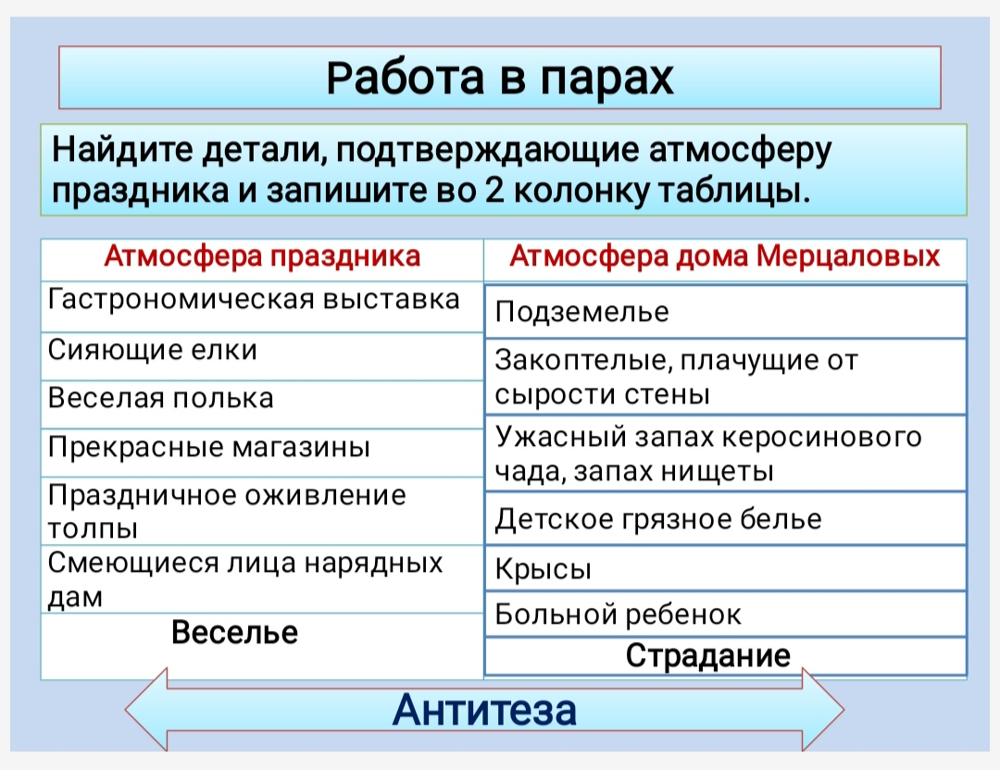 Работа в парах
Найдите детали, подтверждающие атмосферу
праздника и запишите во 2 колонку таблицы.
Атмосфера праздника
Гастрономическая выставка
Сияющие елки
Веселая полька
Прекрасные магазины
Праздничное оживление
толпы
Смеющиеся лица нарядных
дам
Веселье
Атмосфера дома Мерцаловых
Подземелье
Закоптелые, плачущие от
сырости стены
Ужасный запах керосинового
чада, запах нищеты
Детское грязное белье
Крысы
Больной ребенок
Страдание
Антитеза